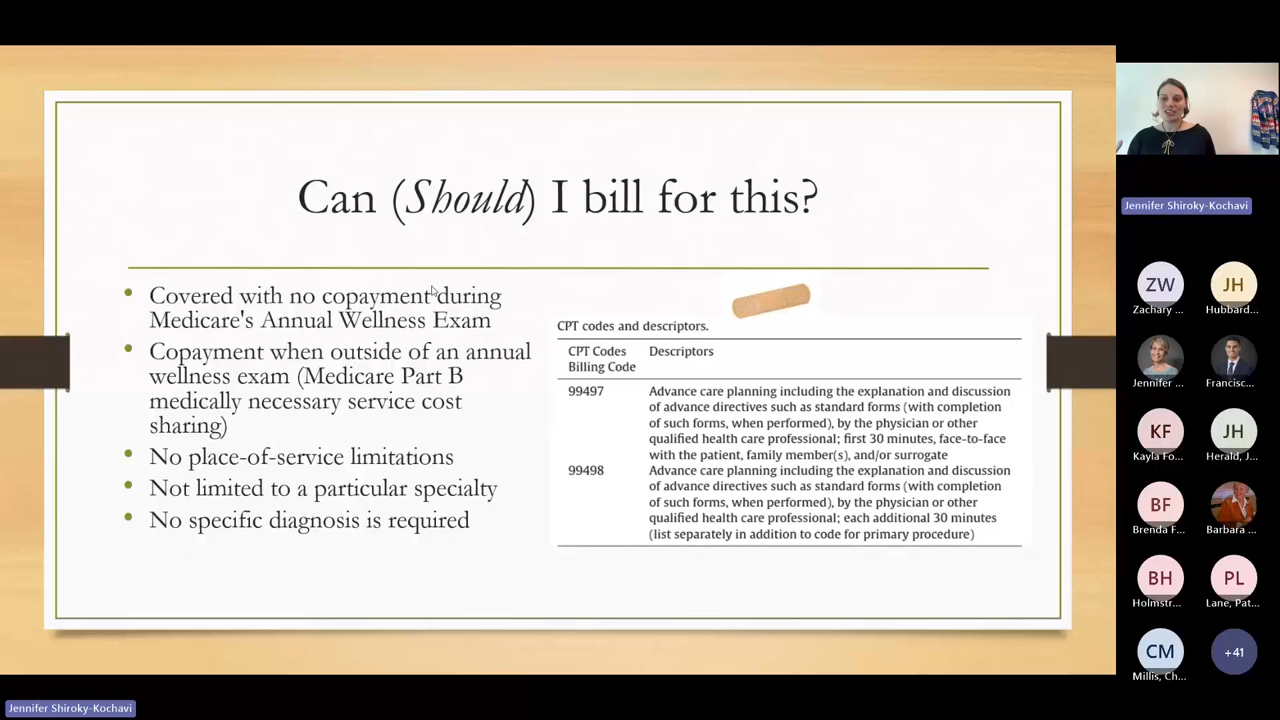 Can (Should) I bill for this?
Covered with no copayment during
Medicare's Annual Wellness Exam
Copayment when outside of an annual
wellness exam (Medicare Part B
medically necessary service cost
sharing)
No place-of-service limitations
Not limited to a particular specialty
No specific diagnosis is required
CPT codes and descriptors.
CPT Codes Descriptors
Billing Code
99497 Advance care planning including the explanation and discussion
of advance directives such as standard forms (with completion
of such forms, when performed), by the physician or other
qualified health care professional; first 30 minutes, face-to-face
with the patient, family member(s), and/or surrogate
99498 Advance care planning including the explanation and discussion
of advance directives such as standard forms (with completion
of such forms, when performed), by the physician or other
qualified health care professional; each additional 30 minutes
(list separately in addition to code for primary procedure)
Jennifer Shiroky-Kochavi
ZW JH
Zachary ... Hubbard...
Jennifer ... Francisc...
KF JH
Kayla Fo... Herald, J...
BF
Brenda F... Barbara ...
BH PL
Holmstr... Lane, Pat...
CM +41
Millis, Ch...
Jennifer Shiroky-Kochavi